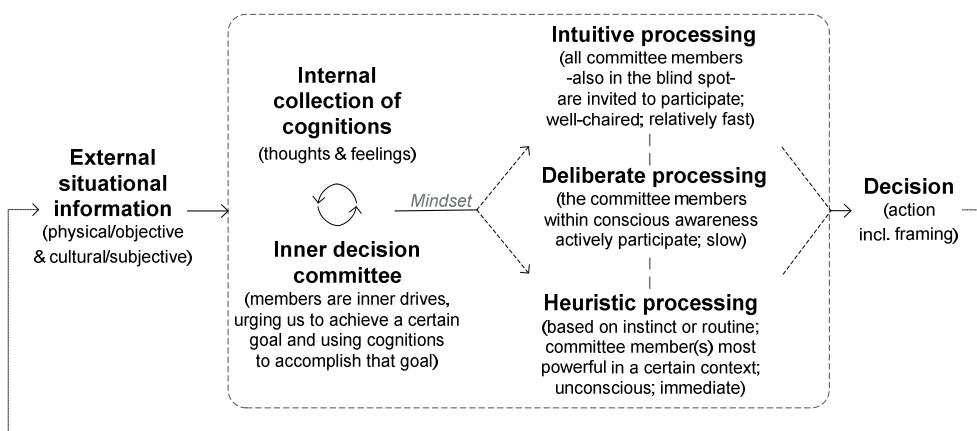 External
situational
information
(physical/objective
& cultural/subjective)
Internal
collection of
cognitions
(thoughts & feelings)
Inner decision
committee
(members are inner drives,
urging us to achieve a certain
goal and using cognitions
to accomplish that goal)
Mindset
Intuitive processing
(all committee members
-also in the blind spot-
are invited to participate;
well-chaired; relatively fast)
Deliberate processing
(the committee members
within conscious awareness
actively participate; slow)
Heuristic processing
(based on instinct or routine;
committee member(s) most
powerful in a certain context;
unconscious; immediate)
Decision
(action
incl. framing)